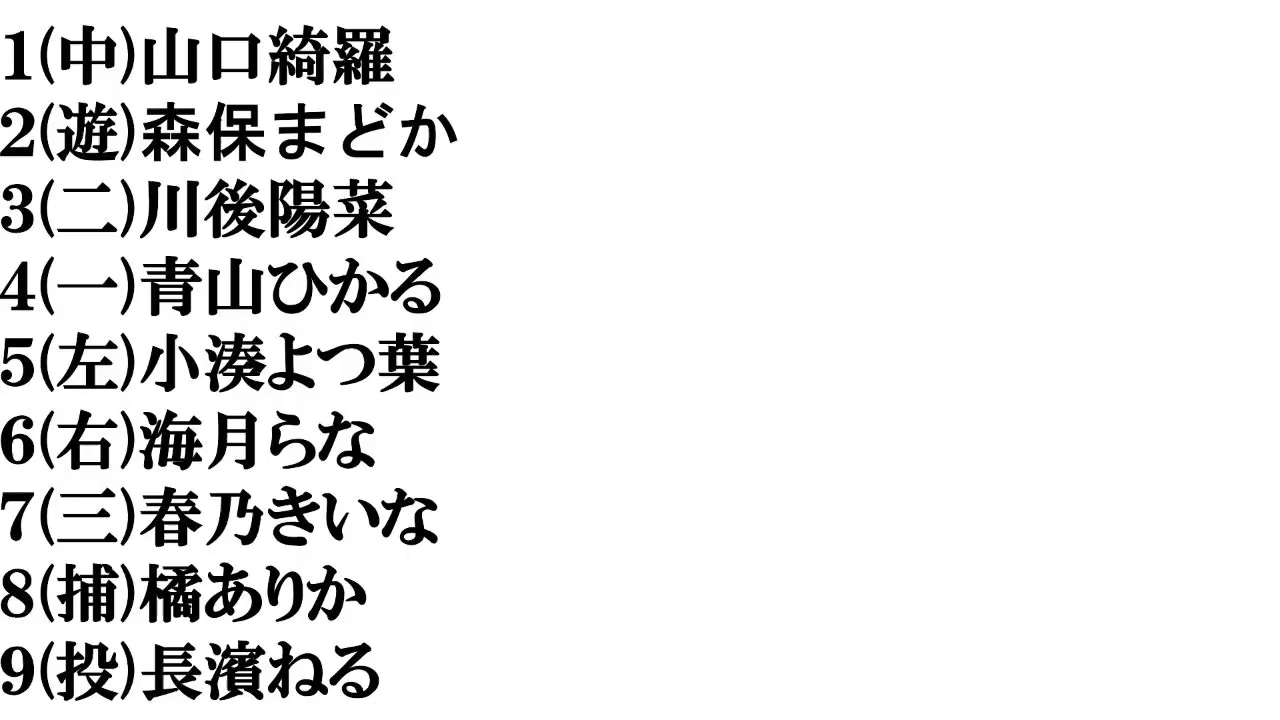 1(中)山口綺羅
2(遊)森保まどか
3(二)川後陽菜
4(一)青山ひかる
5(左)小湊よつ葉
6(右)海月らな
7(三)春乃きいな
8(捕)橘ありか
9(投)長濱ねる